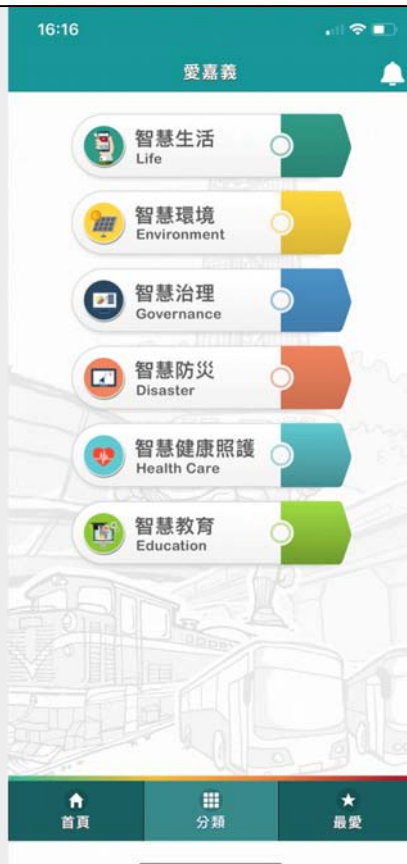 16:16
愛嘉義
智慧生活
Life
智慧環境
Environment
智慧治理
Governance
智慧防災
Disaster
智慧健康照護
Health Care
智慧教育
Education
首頁
分類
最愛